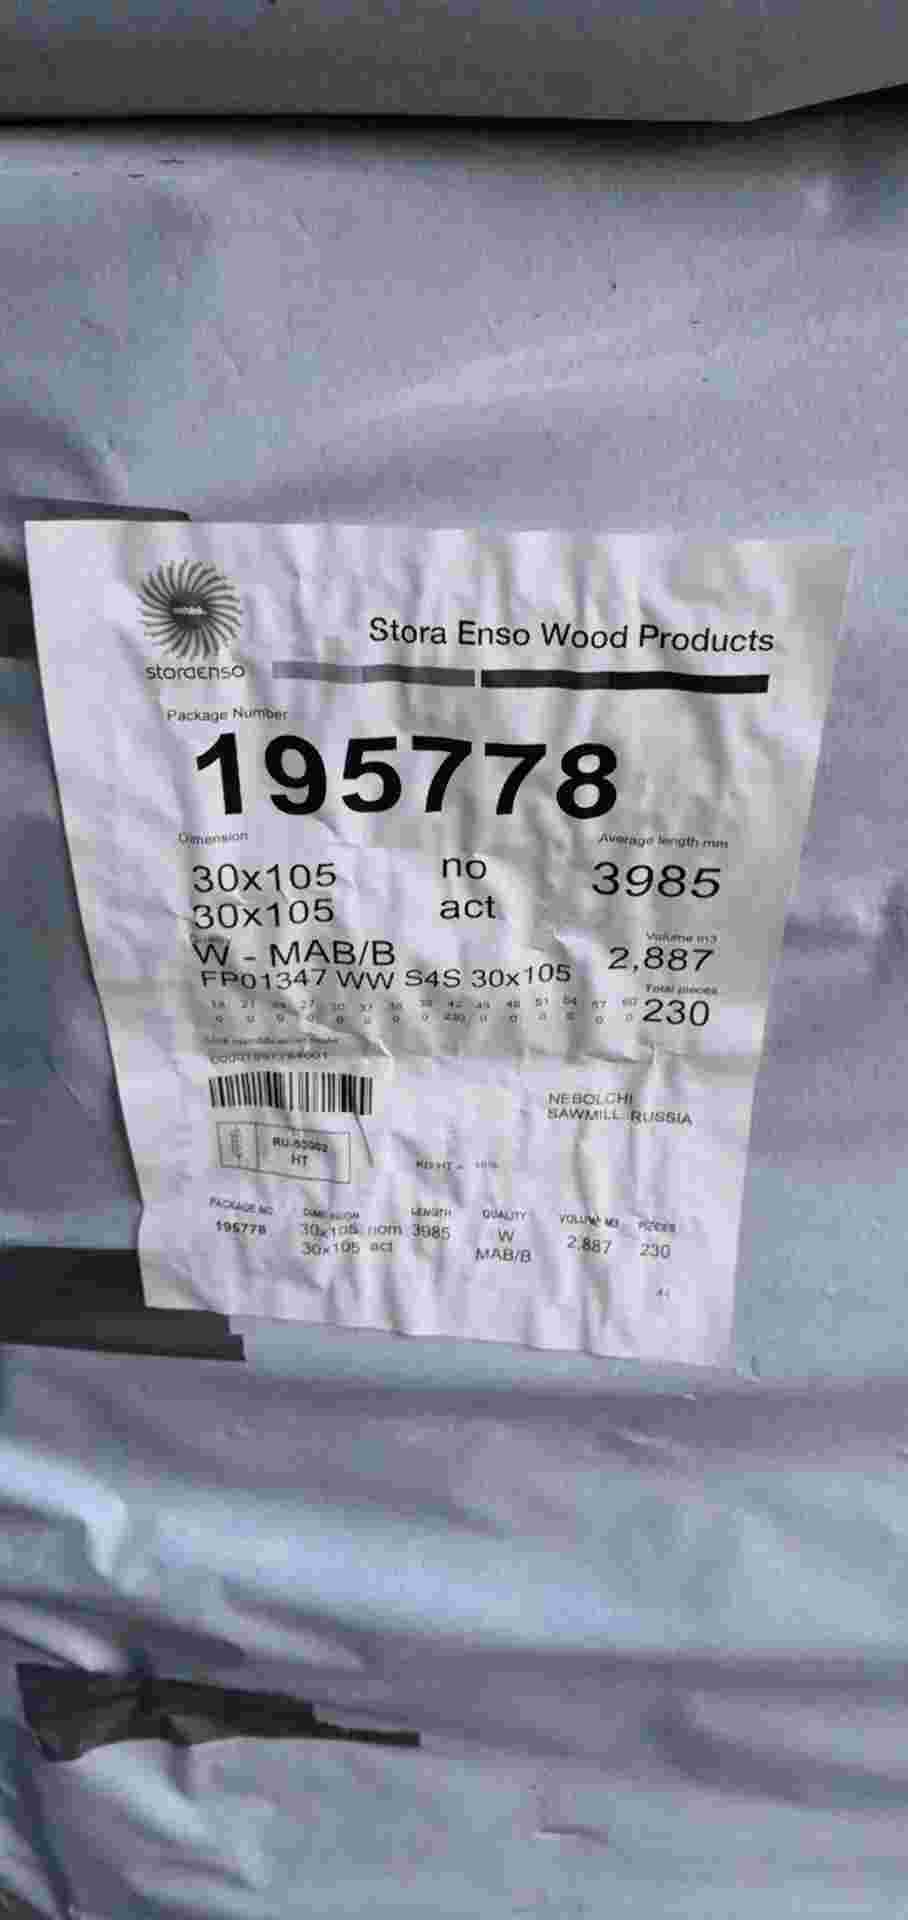 storaenso
Stora Enso Wood Products
Package Number
195778
Dimension
Average length mm
30x105 no 3985
30x105 act
Volume m3
W - MAB/B 2,887
FP01347 WW S4S 30x105
Total pieces
230
NEBOLCHI
SAWMILL RUSSIA
HT
PACKAGE NO DIMENSION LENGTH QUALITY VOLUME M3 PIECES
195778 30x105 nom 3985 W 2,887 230
30x105 act MAB/B